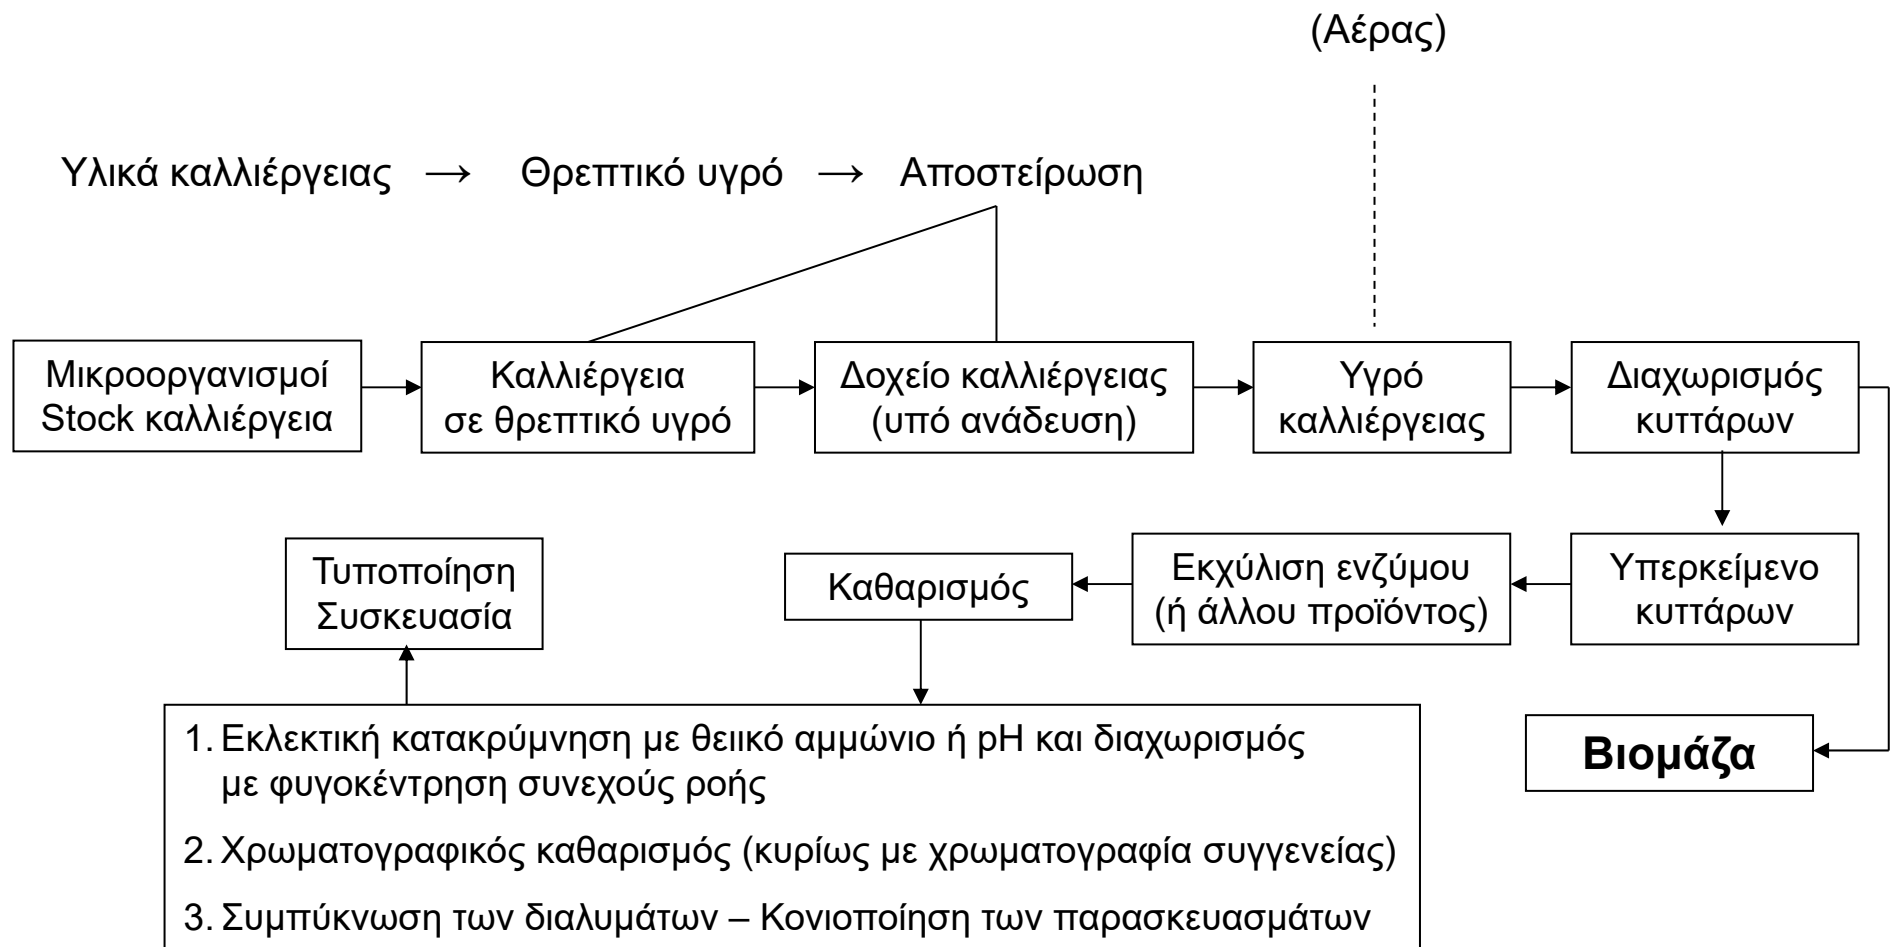 (Αέρας)
Υλικά καλλιέργειας → Θρεπτικό υγρό → Αποστείρωση
Μικροοργανισμοί
Stock καλλιέργεια
Καλλιέργεια
σε θρεπτικό υγρό
Δοχείο καλλιέργειας
(υπό ανάδευση)
Υγρό
καλλιέργειας
Διαχωρισμός
κυττάρων
Τυποποίηση
Συσκευασία
Καθαρισμός
Εκχύλιση ενζύμου
(ή άλλου προϊόντος)
Υπερκείμενο
κυττάρων
1. Εκλεκτική κατακρύμνηση με θειικό αμμώνιο ή pH και διαχωρισμός
με φυγοκέντρηση συνεχούς ροής
2. Χρωματογραφικός καθαρισμός (κυρίως με χρωματογραφία συγγενείας)
3. Συμπύκνωση των διαλυμάτων – Κονιοποίηση των παρασκευασμάτων
Βιομάζα